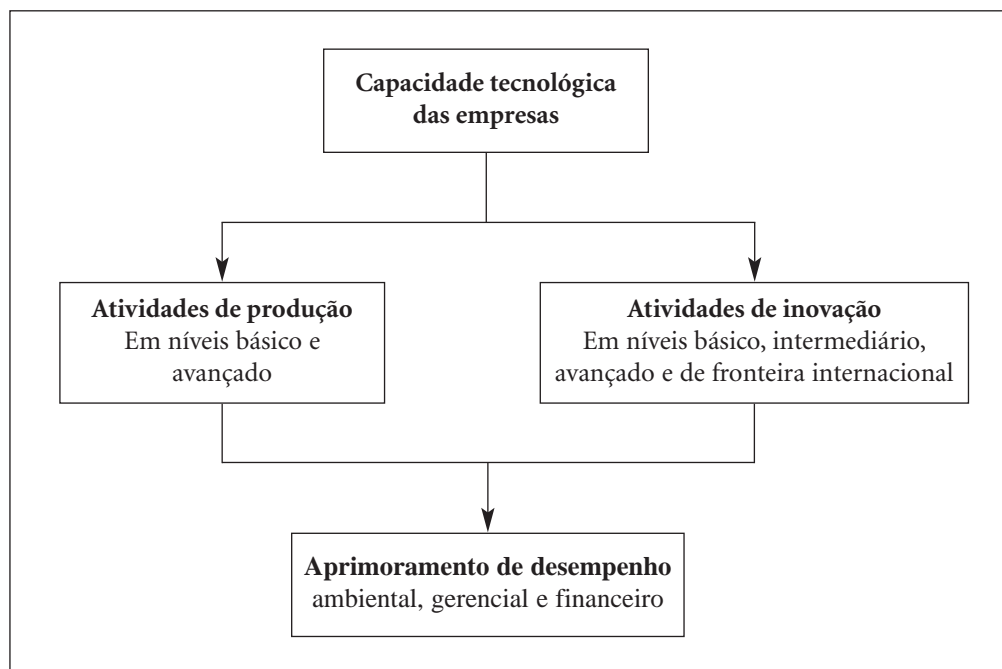 Capacidade tecnológica
das empresas
Atividades de produção
Em níveis básico e
avançado
Atividades de inovação
Em níveis básico, intermediário,
avançado e de fronteira internacional
Aprimoramento de desempenho
ambiental, gerencial e financeiro